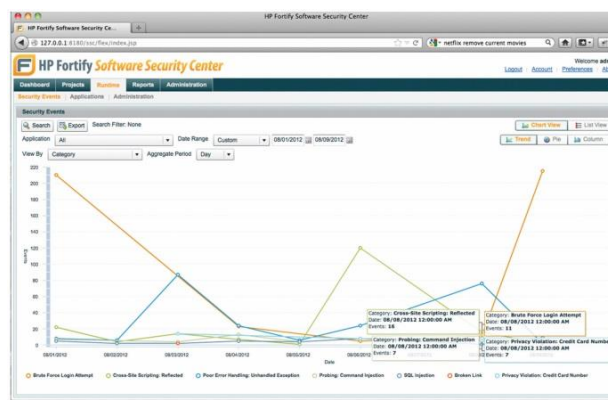 HP Fortify Software Security Center
HP Fortify Software Security Ce...
127.0.0.1:8180/ssc/flex/index.jsp
netflix remove current movies
HP Fortify Software Security Center
Welcome adm
Logout Account Preferences Ab
Dashboard Projects Runtime Reports Administration
Security Events Applications Administration
Security Events
Search Export Search Filter: None
Chart View List View
Application All Date Range Custom 08/01/2012 08/09/2012
Trend Pie Column
View By Category Aggregate Period Day
220
200
180
160
140
120
100
80
60
40
20
0
Events
Category: Cross-Site Scripting: Reflected
Date: 08/08/2012 12:00:00 AM
Events: 16
Category: Brute Force Login Attempt
Date: 08/08/2012 12:00:00 AM
Events: 11
Category: Probing: Command Injection
Date: 08/08/2012 12:00:00 AM
Events: 7
Category: Privacy Violation: Credit Card Number
Date: 08/08/2012 12:00:00 AM
Events: 7
08/01/2012 08/02/2012 08/03/2012 08/04/2012 08/05/2012 08/06/2012
Date
Brute Force Login Attempt Cross-Site Scripting: Reflected Poor Error Handling: Unhandled Exception Probing: Command Injection SQL Injection Broken Link Privacy Violation: Credit Card Number